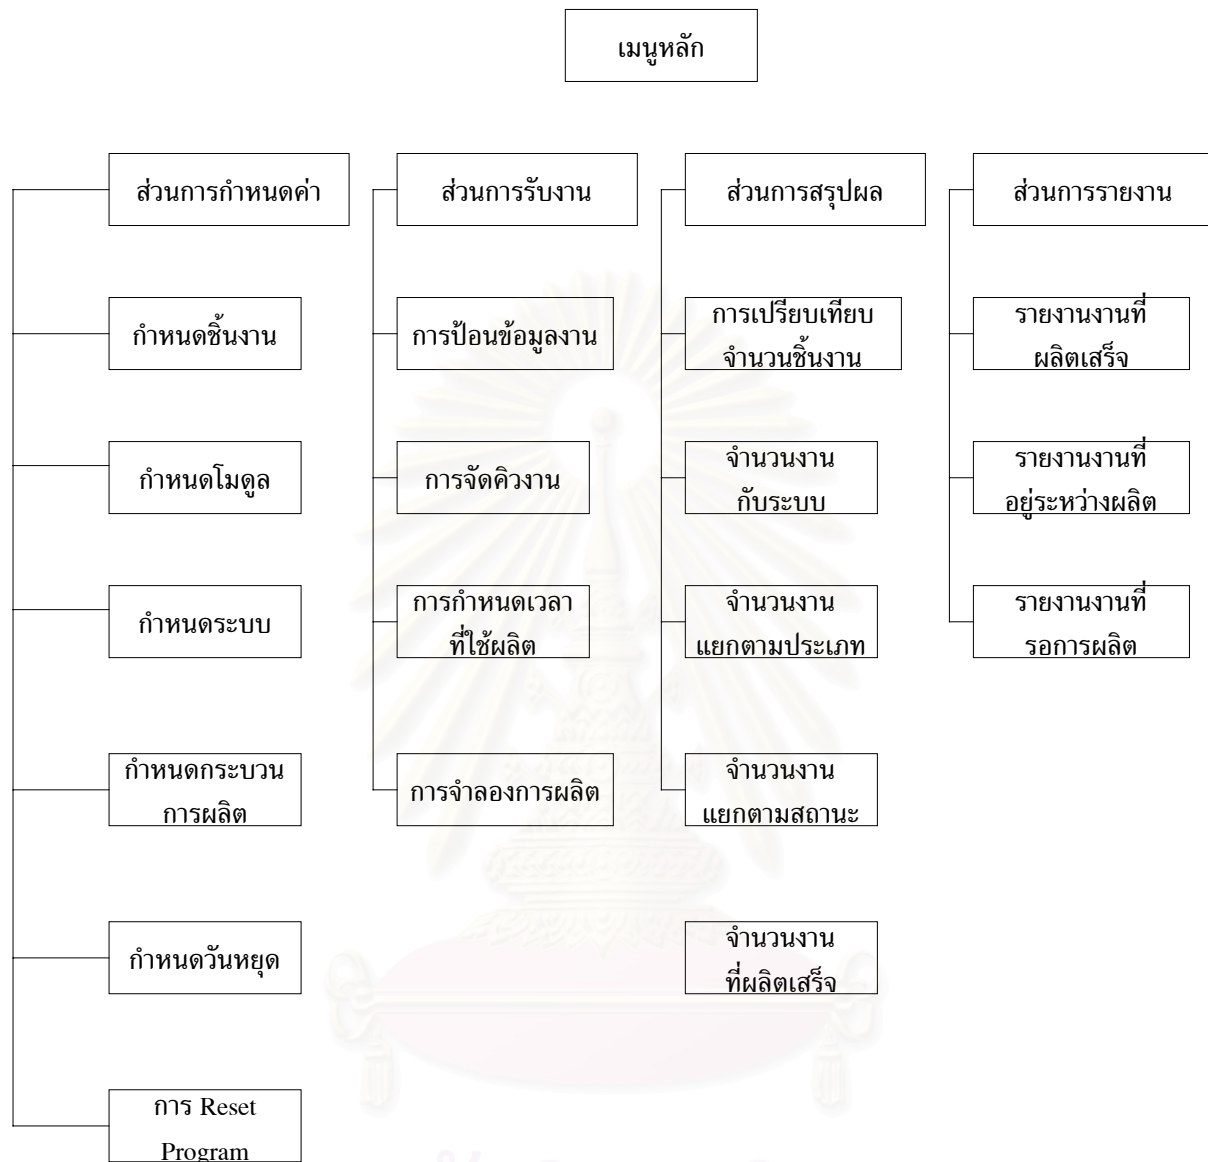 เมนูหลัก
ส่วนการกำหนดค่า
กำหนดชิ้นงาน
กำหนดโมดูล
กำหนดระบบ
กำหนดกระบวน
การผลิต
กำหนดวันหยุด
การ Reset
Program
ส่วนการรับงาน
การป้อนข้อมูลงาน
การจัดคิวงาน
การกำหนดเวลา
ที่ใช้ผลิต
การจำลองการผลิต
ส่วนการสรุปผล
การเปรียบเทียบ
จำนวนชิ้นงาน
จำนวนงาน
กับระบบ
จำนวนงาน
แยกตามประเภท
จำนวนงาน
แยกตามสถานะ
จำนวนงาน
ที่ผลิตเสร็จ
ส่วนการรายงาน
รายงานงานที่
ผลิตเสร็จ
รายงานงานที่
อยู่ระหว่างผลิต
รายงานงานที่
รอการผลิต